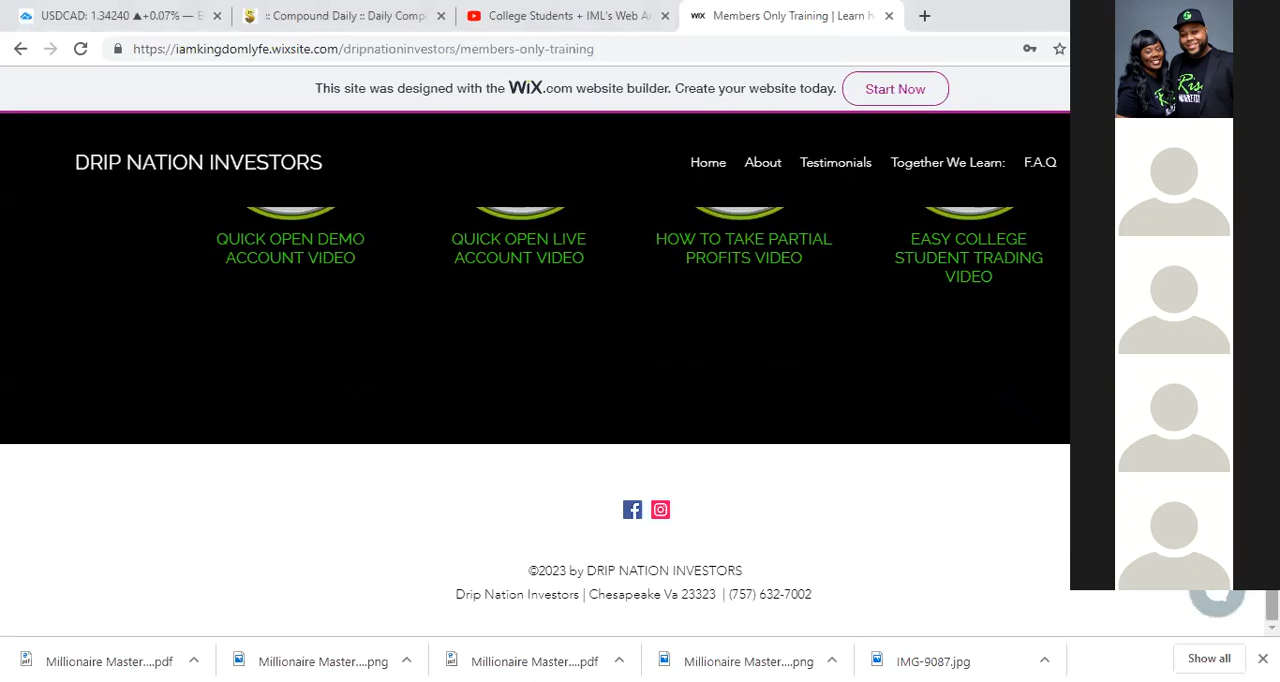 USDCAD: 1.34240 ▲+0.07% —
:: Compound Daily :: Daily Comp
College Students + IML's Web A
WIX Members Only Training | Learn h
https://iamkingdomlyfe.wixsite.com/dripnationinvestors/members-only-training
This site was designed with the WiX.com website builder. Create your website today. Start Now
DRIP NATION INVESTORS
Home About Testimonials Together We Learn: F.A.Q
QUICK OPEN DEMO
ACCOUNT VIDEO
QUICK OPEN LIVE
ACCOUNT VIDEO
HOW TO TAKE PARTIAL
PROFITS VIDEO
EASY COLLEGE
STUDENT TRADING
VIDEO
©2023 by DRIP NATION INVESTORS
Drip Nation Investors | Chesapeake Va 23323 | (757) 632-7002
Millionaire Master....pdf
Millionaire Master....png
Millionaire Master....pdf
Millionaire Master....png
IMG-9087.jpg
Show all